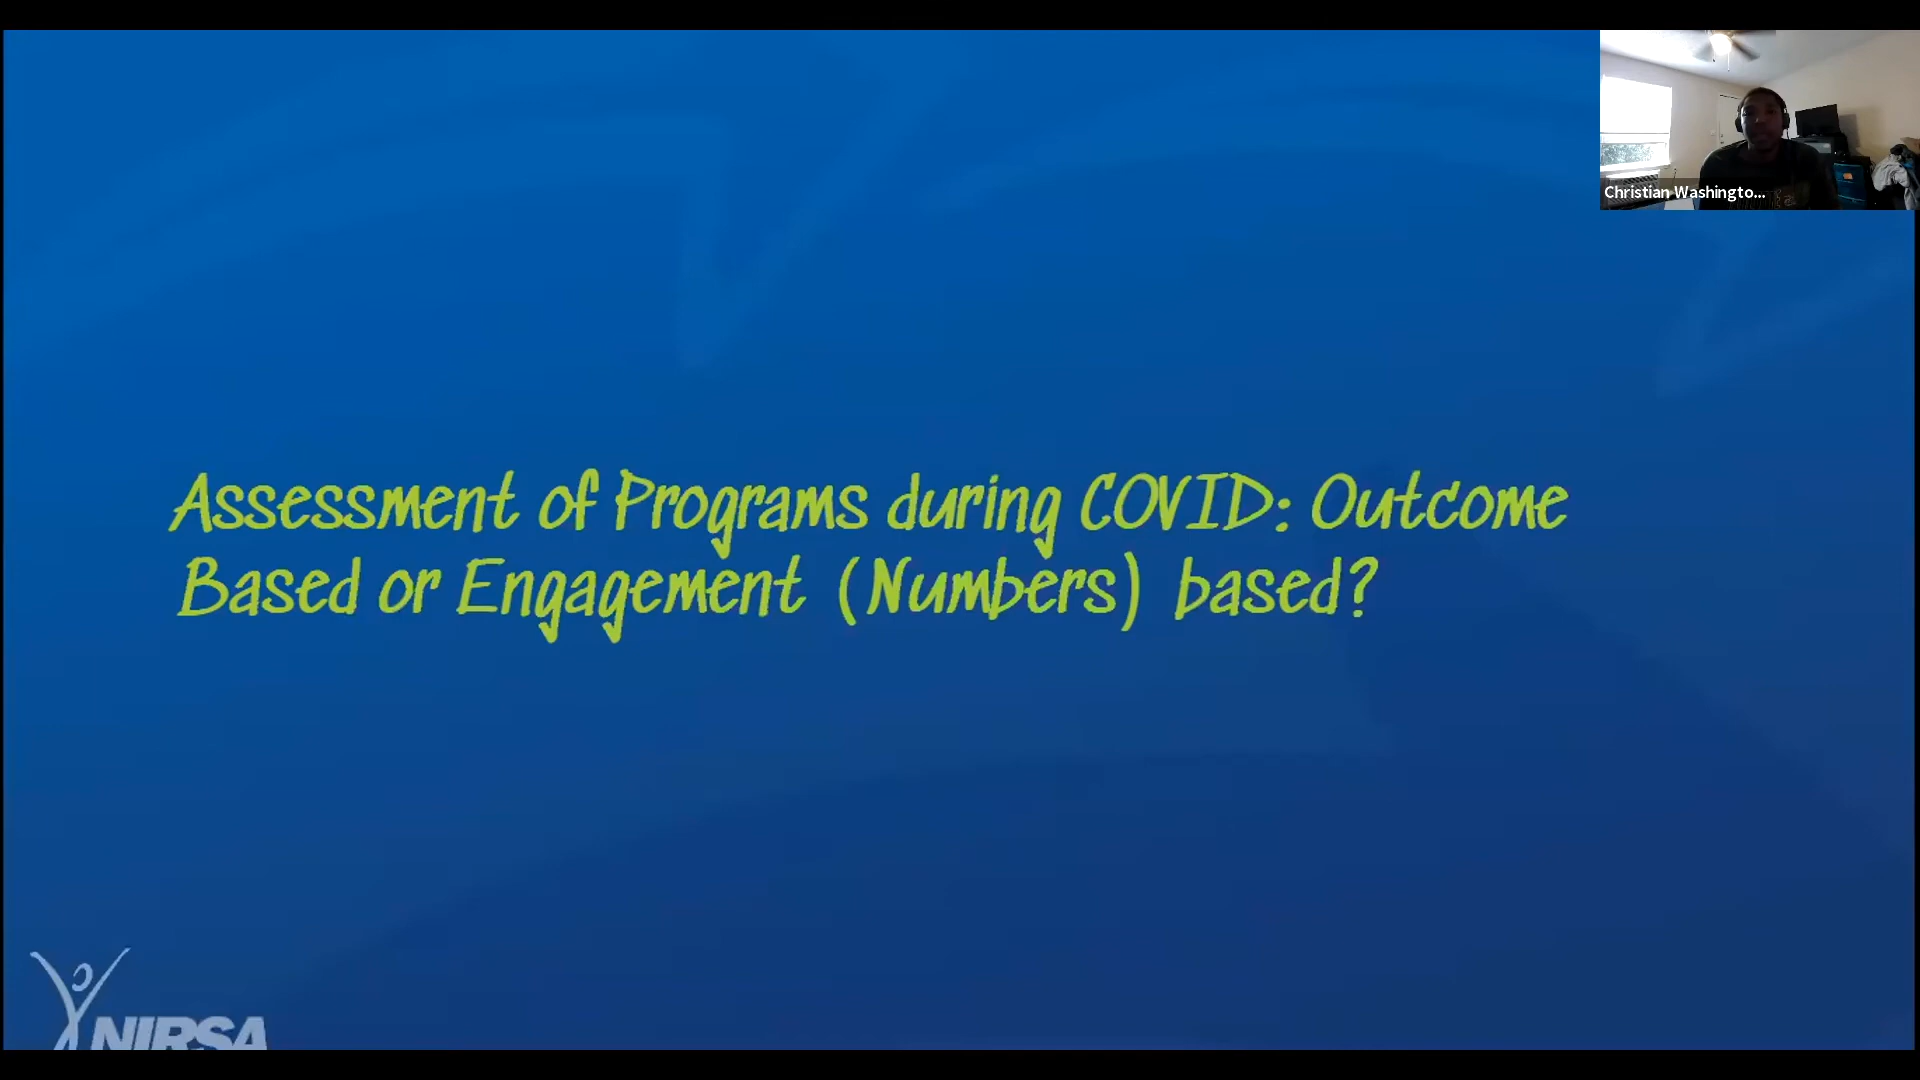 Christian Washingto...
Assessment of Programs during COVID: Outcome
Based or Engagement (Numbers) based?
NIRSA